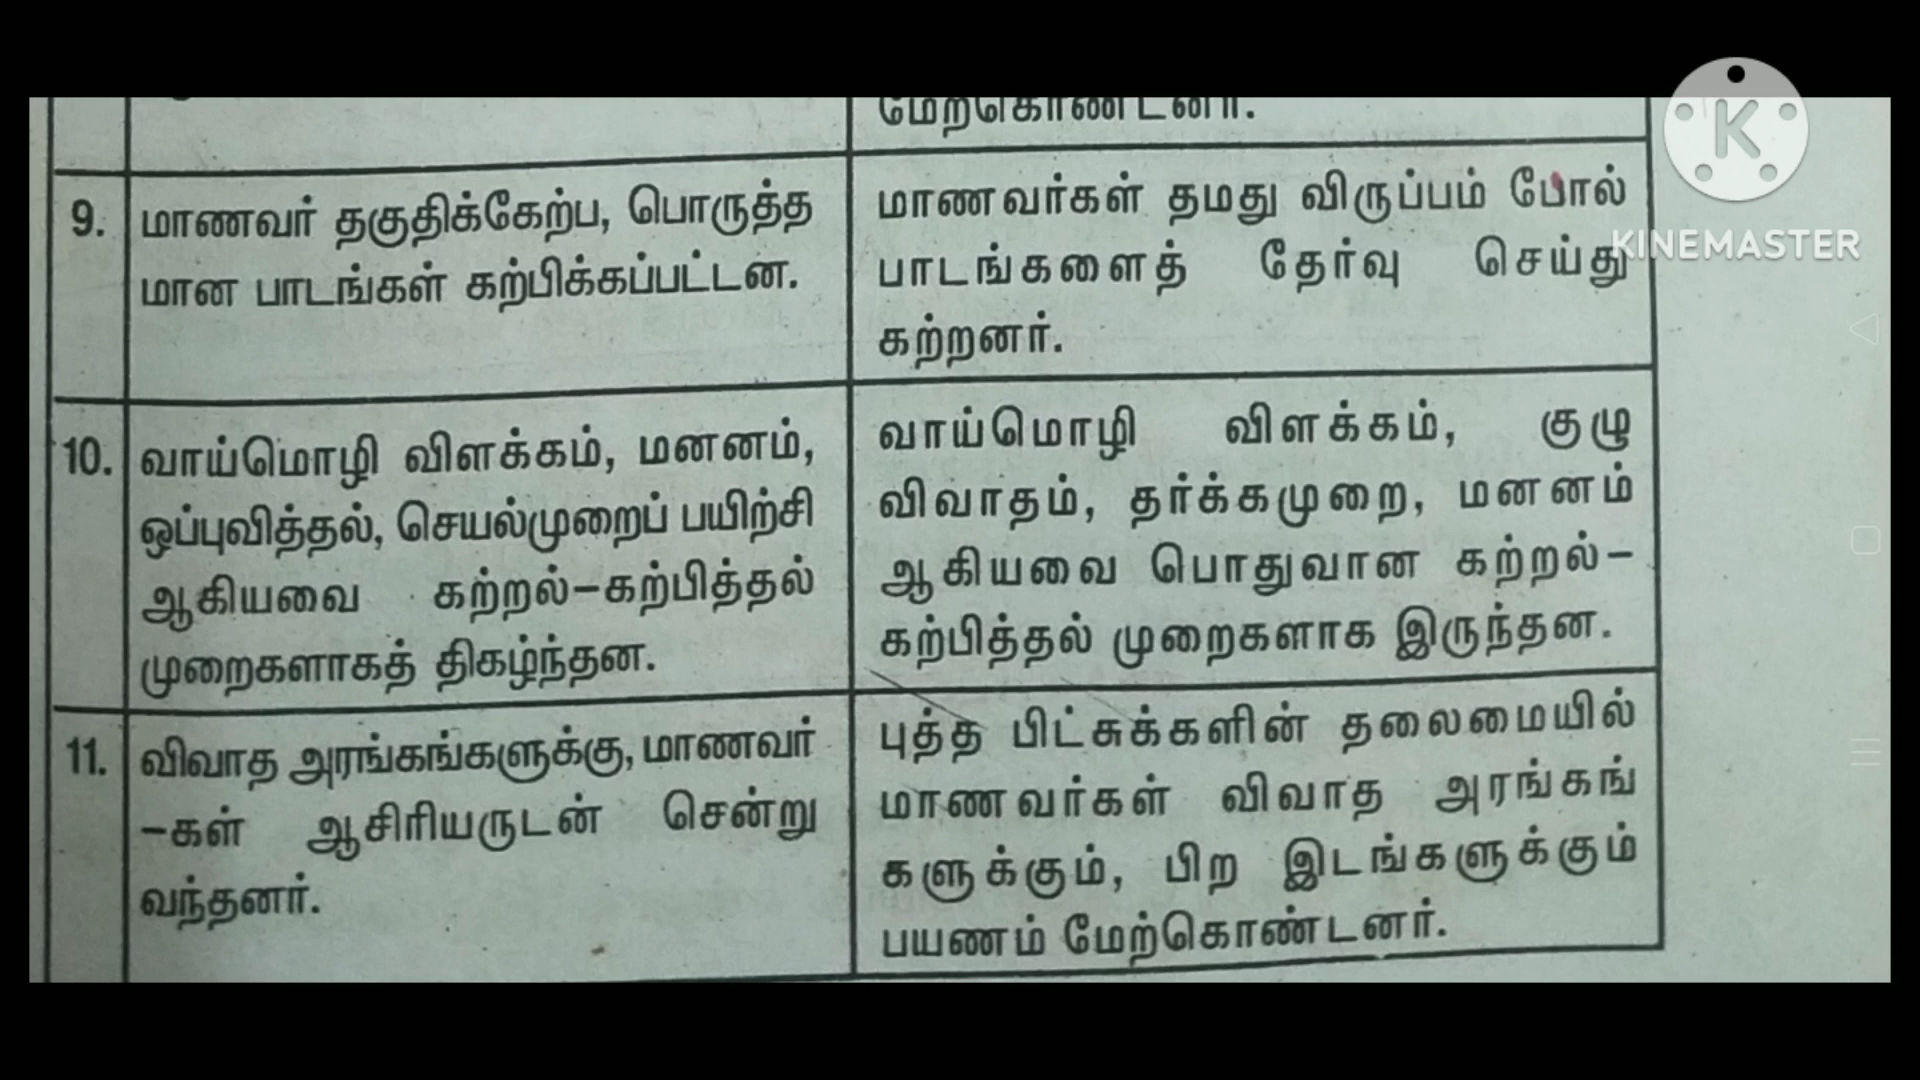 மேற்கொண்டனர்.
9. மாணவர் தகுதிக்கேற்ப, பொருத்த
மான பாடங்கள் கற்பிக்கப்பட்டன.
மாணவர்கள் தமது விருப்பம் போல்
பாடங்களைத் தேர்வு செய்து
கற்றனர்.
10. வாய்மொழி விளக்கம், மனனம்,
ஒப்புவித்தல், செயல்முறைப் பயிற்சி
ஆகியவை கற்றல்-கற்பித்தல்
முறைகளாகத் திகழ்ந்தன.
வாய்மொழி விளக்கம், குழு
விவாதம், தர்க்கமுறை, மனனம்
ஆகியவை பொதுவான கற்றல்-
கற்பித்தல் முறைகளாக இருந்தன.
11. விவாத அரங்கங்களுக்கு, மாணவர்
-கள் ஆசிரியருடன் சென்று
வந்தனர்.
புத்த பிட்சுக்களின் தலைமையில்
மாணவர்கள் விவாத அரங்கங்
களுக்கும், பிற இடங்களுக்கும்
பயணம் மேற்கொண்டனர்.
K
KINEMASTER